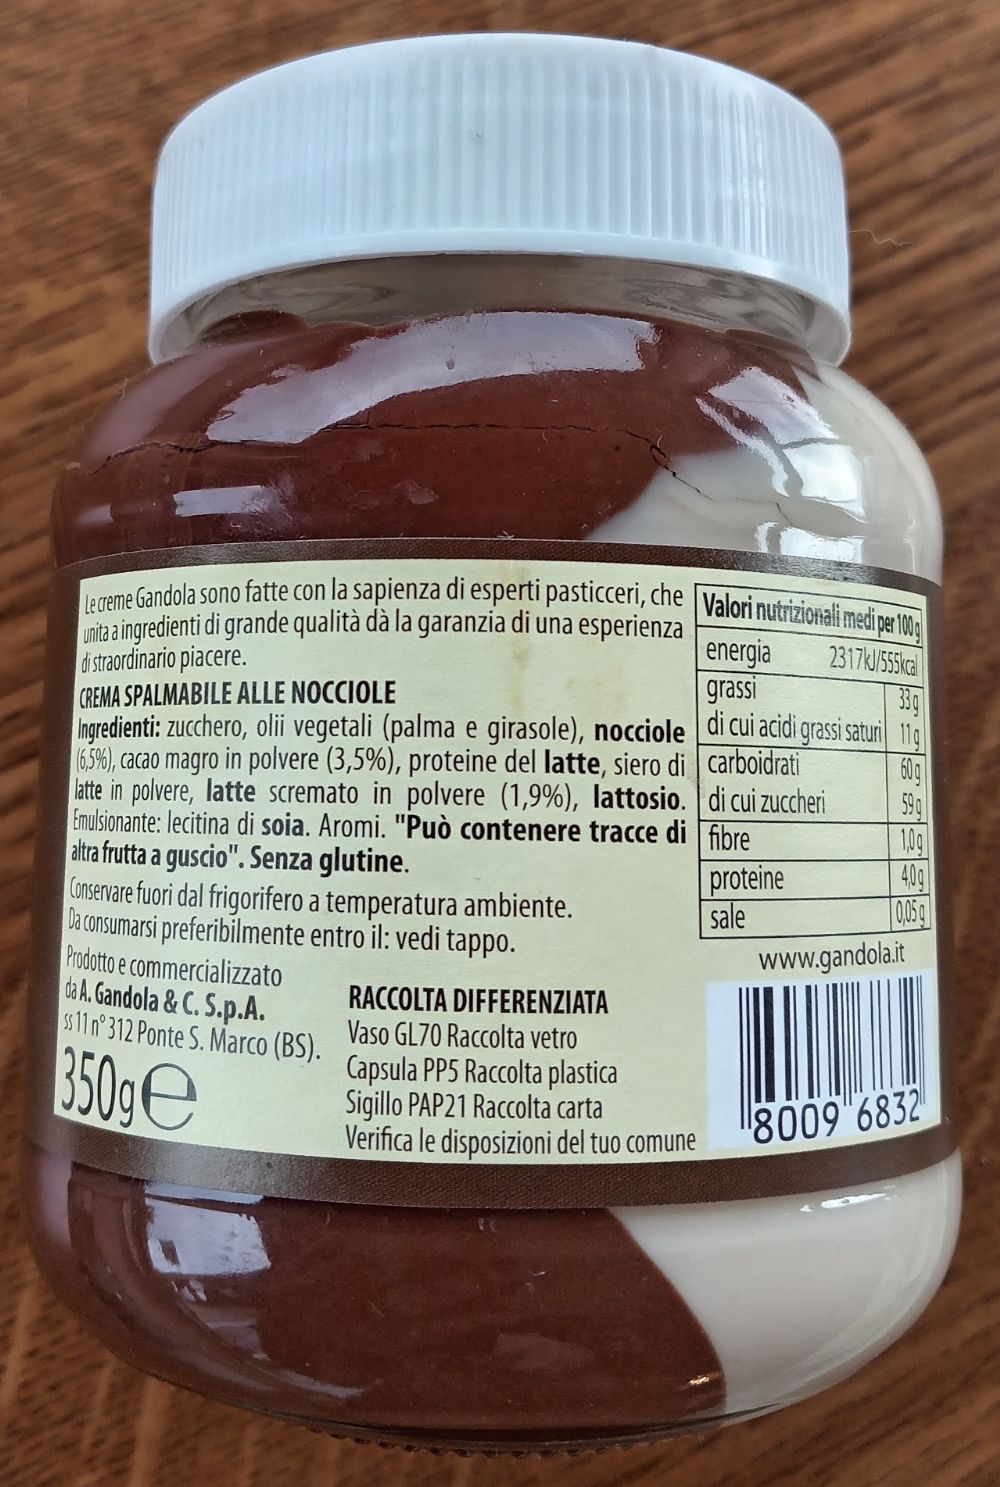 Le creme Gandola sono fatte con la sapienza di esperti pasticceri, che
unita a ingredienti di grande qualità dà la garanzia di una esperienza
di straordinario piacere.
CREMA SPALMABILE ALLE NOCCIOLE
Ingredienti: zucchero, olii vegetali (palma e girasole), nocciole
(6,5%), cacao magro in polvere (3,5%), proteine del latte, siero di
latte in polvere, latte scremato in polvere (1,9%), lattosio.
Emulsionante: lecitina di soia. Aromi. "Può contenere tracce di
altra frutta a guscio". Senza glutine.
Conservare fuori dal frigorifero a temperatura ambiente.
Da consumarsi preferibilmente entro il: vedi tappo.
Prodotto e commercializzato
da A. Gandola & C. S.p.A.
ss 11 n° 312 Ponte S. Marco (BS).
350g e
RACCOLTA DIFFERENZIATA
Vaso GL70 Raccolta vetro
Capsula PP5 Raccolta plastica
Sigillo PAP21 Raccolta carta
Verifica le disposizioni del tuo comune
Valori nutrizionali medi per 100g
energia 2317kJ/555kcal
grassi 33 g
di cui acidi grassi saturi 11 g
carboidrati 60 g
di cui zuccheri 59 g
fibre 1,0 g
proteine 4,0 g
sale 0,05 g
www.gandola.it
8009 6832